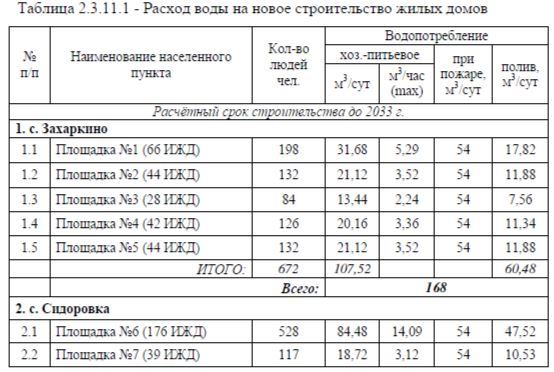 Таблица 2.3.11.1 - Расход воды на новое строительство жилых домов
№ п/п | Наименование населенного пункта | Кол-во людей чел. | Водопотребление
хоз.-питьевое | при пожаре, м³/сут | полив, м³/сут
м³/сут | м³/час (max)
Расчётный срок строительства до 2033 г.
1. с. Захаркино
1.1 | Площадка №1 (66 ИЖД) | 198 | 31,68 | 5,29 | 54 | 17,82
1.2 | Площадка №2 (44 ИЖД) | 132 | 21,12 | 3,52 | 54 | 11,88
1.3 | Площадка №3 (28 ИЖД) | 84 | 13,44 | 2,24 | 54 | 7,56
1.4 | Площадка №4 (42 ИЖД) | 126 | 20,16 | 3,36 | 54 | 11,34
1.5 | Площадка №5 (44 ИЖД) | 132 | 21,12 | 3,52 | 54 | 11,88
ИТОГО: | 672 | 107,52 | 60,48
Всего: | 168
2. с. Сидоровка
2.1 | Площадка №6 (176 ИЖД) | 528 | 84,48 | 14,09 | 54 | 47,52
2.2 | Площадка №7 (39 ИЖД) | 117 | 18,72 | 3,12 | 54 | 10,53